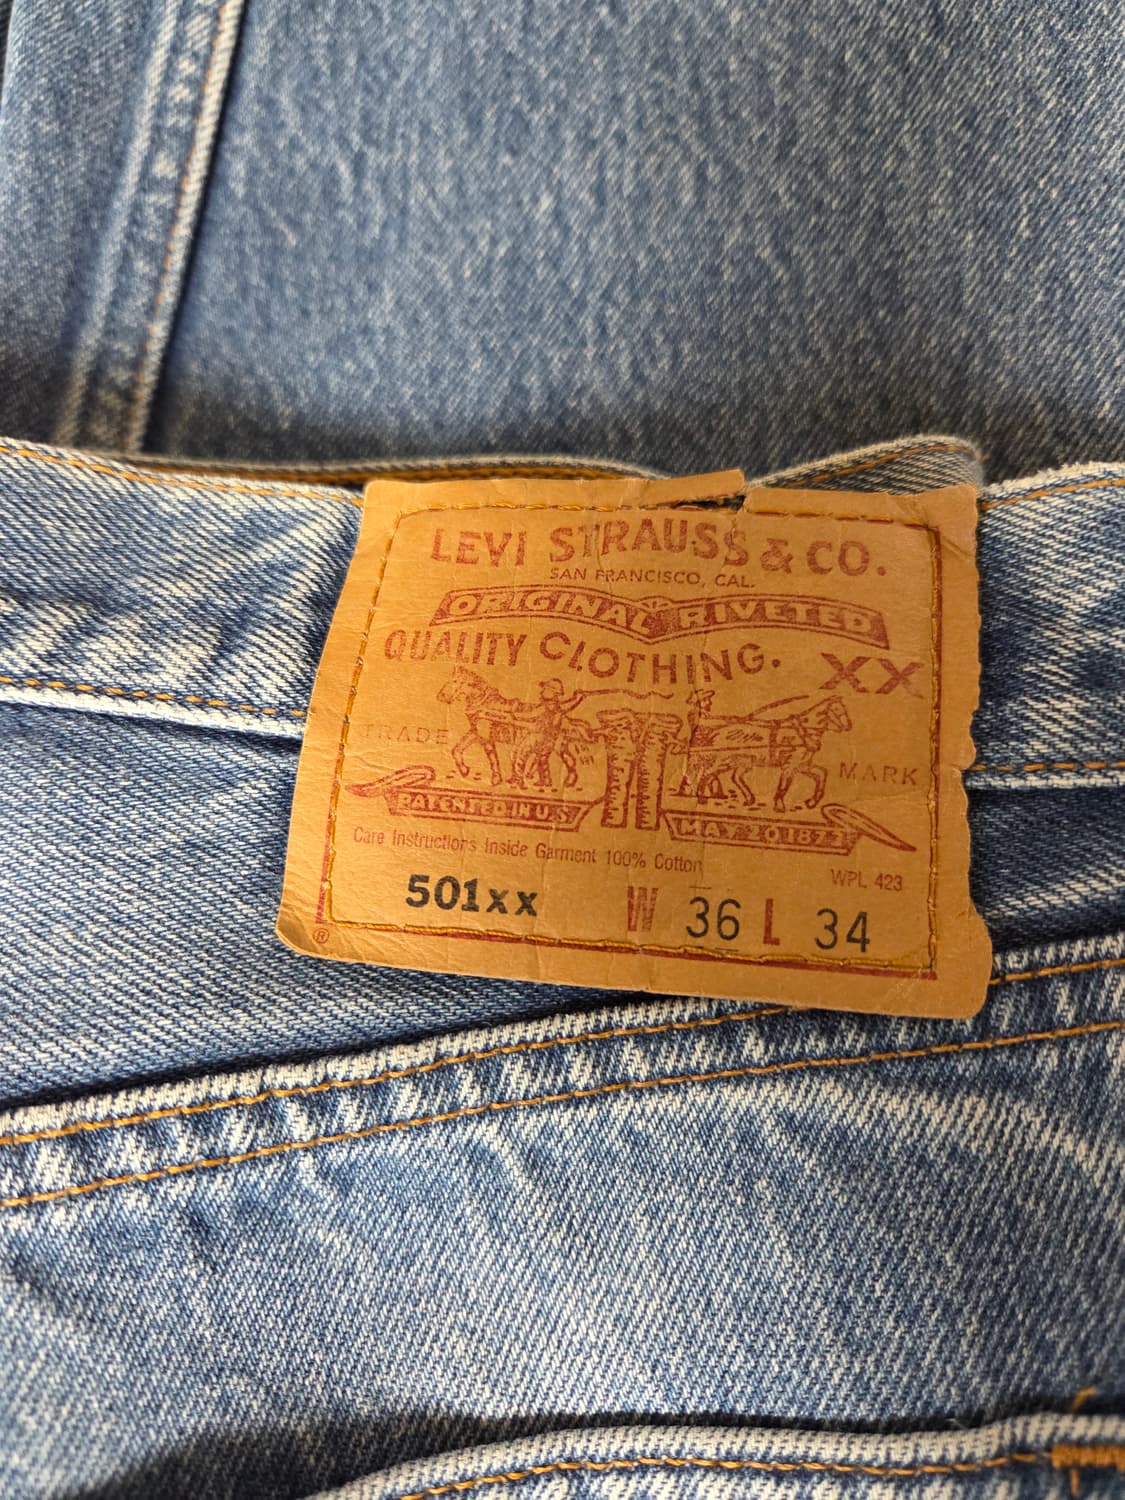 LEVI STRAUSS & CO.
SAN FRANCISCO, CAL.
ORIGINAL RIVETED
QUALITY CLOTHING. XX
TRADE MARK
PATENTED IN U.S. MAY 20 1873
Care Instructions Inside Garment 100% Cotton
WPL 423
501xx W 36 L 34
®